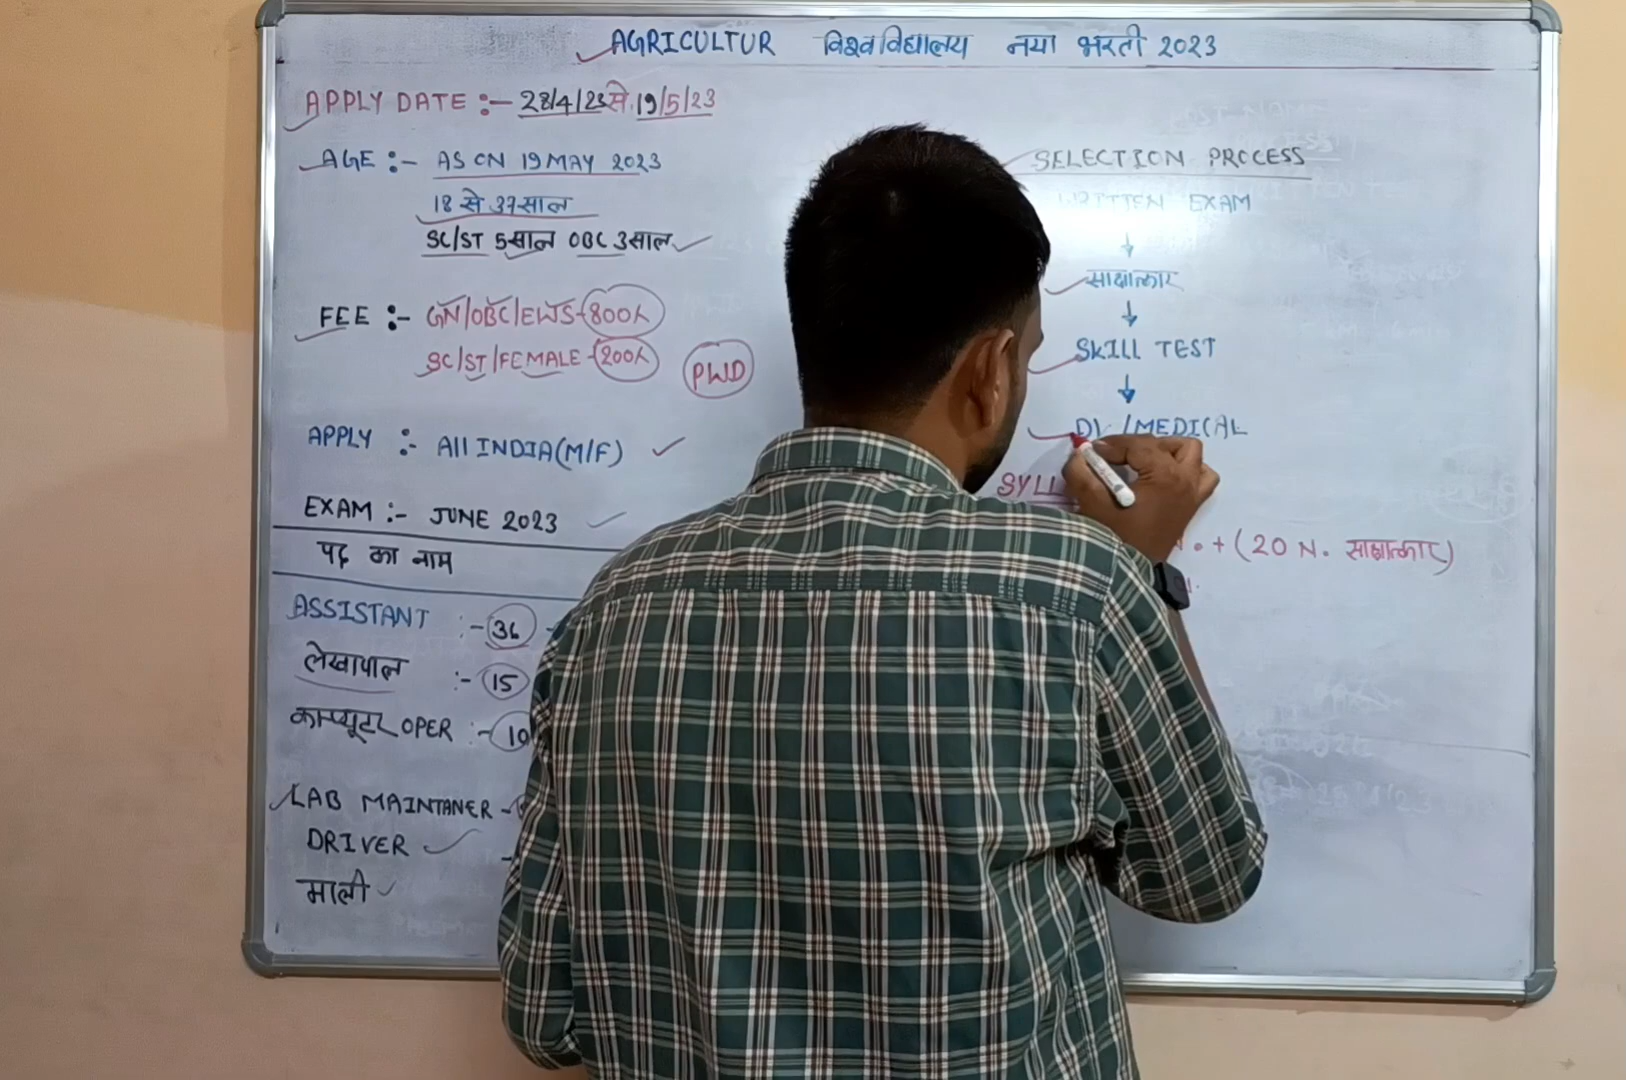 AGRICULTUR विश्वविद्यालय नया भरती 2023
APPLY DATE :- 28/4/23 से 19/5/23
AGE :- AS ON 19 MAY 2023
18 से 37 साल
SC/ST 5 साल OBC 3 साल
FEE :- GN/OBC/EWS-800/-
SC/ST/FEMALE-200/-
PWD
APPLY :- All INDIA(M/F)
EXAM :- JUNE 2023
पद का नाम
ASSISTANT :- 36
लेखापाल :- 15
काम्प्यूटर OPER :- 10
LAB MAINTANER -
DRIVER -
माली
SELECTION PROCESS
WRITTEN EXAM
↓
साक्षात्कार
↓
SKILL TEST
↓
DV/MEDICAL
SYLL
N. + (20 N. साक्षात्कार)